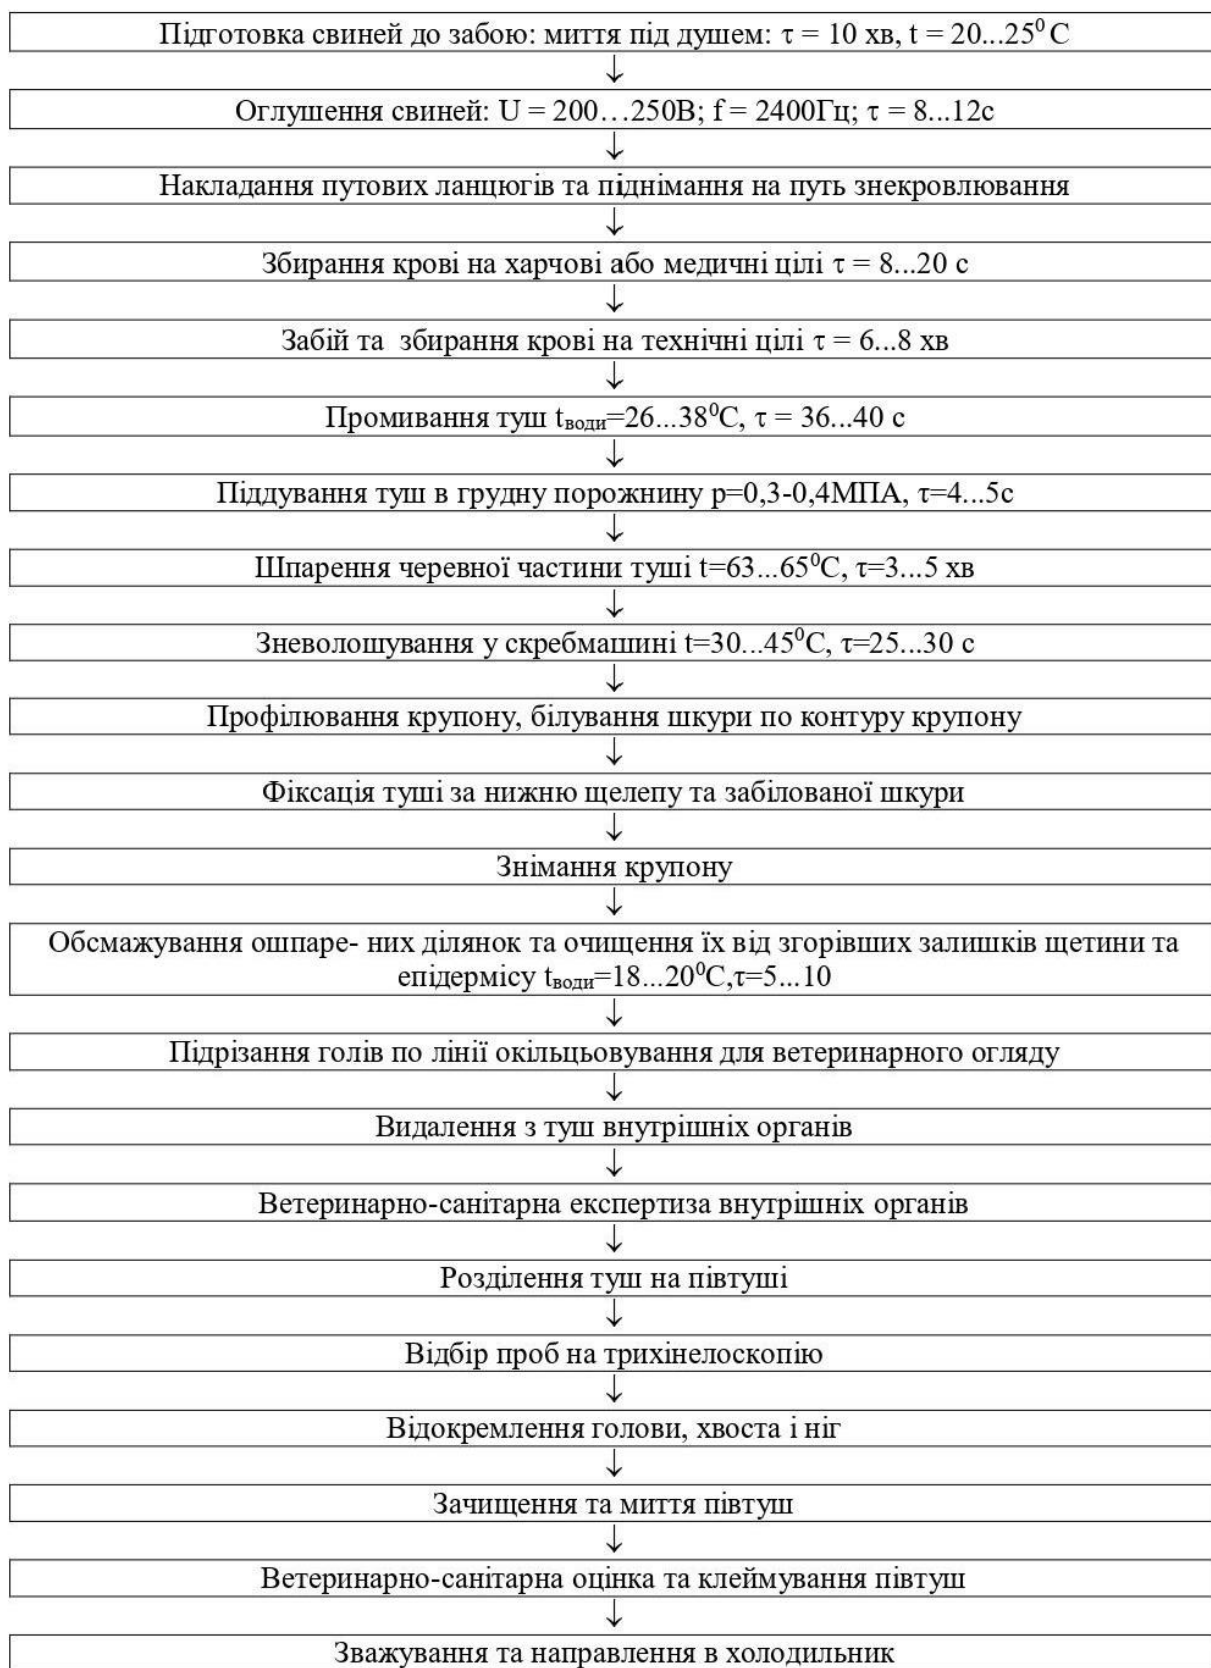 Підготовка свиней до забою: миття під душем: τ = 10 хв, t = 20...25⁰ С
↓
Оглушення свиней: U = 200…250В; f = 2400Гц; τ = 8...12с
↓
Накладання путових ланцюгів та піднімання на путь знекровлювання
↓
Збирання крові на харчові або медичні цілі τ = 8...20 с
↓
Забій та збирання крові на технічні цілі τ = 6...8 хв
↓
Промивання туш tводи=26...38⁰С, τ = 36...40 с
↓
Піддування туш в грудну порожнину р=0,3-0,4МПА, τ=4...5с
↓
Шпарення черевної частини туші t=63...65⁰С, τ=3...5 хв
↓
Зневолошування у скребмашині t=30...45⁰С, τ=25...30 с
↓
Профілювання крупону, білування шкури по контуру крупону
↓
Фіксація туші за нижню щелепу та забілованої шкури
↓
Знімання крупону
↓
Обсмажування ошпаре- них ділянок та очищення їх від згорівших залишків щетини та
епідермісу tводи=18...20⁰С,τ=5...10
↓
Підрізання голів по лінії окільцьовування для ветеринарного огляду
↓
Видалення з туш внутрішніх органів
↓
Ветеринарно-санітарна експертиза внутрішніх органів
↓
Розділення туш на півтуші
↓
Відбір проб на трихінелоскопію
↓
Відокремлення голови, хвоста і ніг
↓
Зачищення та миття півтуш
↓
Ветеринарно-санітарна оцінка та клеймування півтуш
↓
Зважування та направлення в холодильник